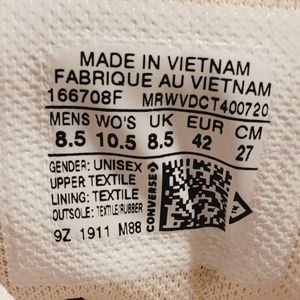 MADE IN VIETNAM
FABRIQUE AU VIETNAM
166708F MRWVDCT400720
MENS WO'S UK EUR CM
8.5 10.5 8.5 42 27
GENDER: UNISEX
UPPER TEXTILE
LINING: TEXTILE
OUTSOLE: TEXTILE/RUBBER
9Z 1911 M88
CONVERSE